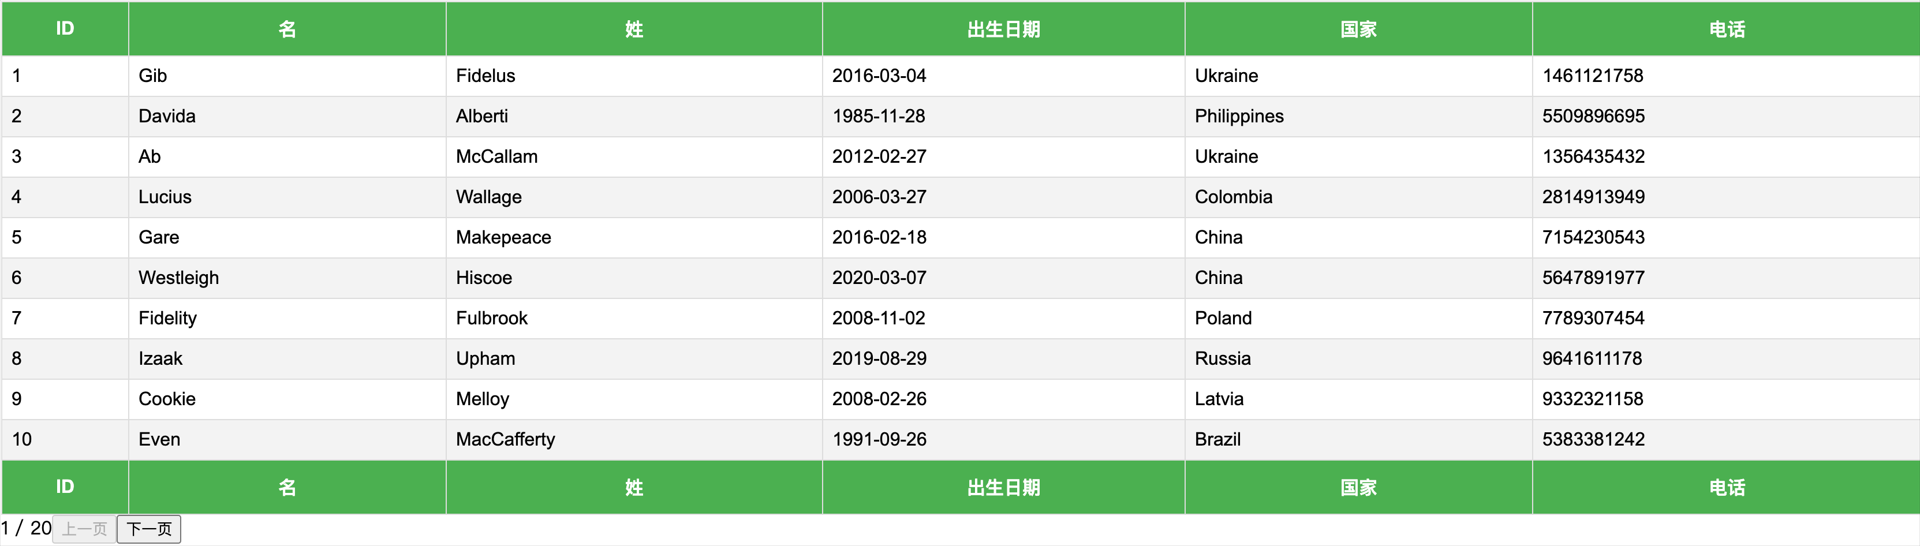 ID 名 姓 出生日期 国家 电话
1 Gib Fidelus 2016-03-04 Ukraine 1461121758
2 Davida Alberti 1985-11-28 Philippines 5509896695
3 Ab McCallam 2012-02-27 Ukraine 1356435432
4 Lucius Wallage 2006-03-27 Colombia 2814913949
5 Gare Makepeace 2016-02-18 China 7154230543
6 Westleigh Hiscoe 2020-03-07 China 5647891977
7 Fidelity Fulbrook 2008-11-02 Poland 7789307454
8 Izaak Upham 2019-08-29 Russia 9641611178
9 Cookie Melloy 2008-02-26 Latvia 9332321158
10 Even MacCafferty 1991-09-26 Brazil 5383381242
ID 名 姓 出生日期 国家 电话
1 / 20 上一页 下一页